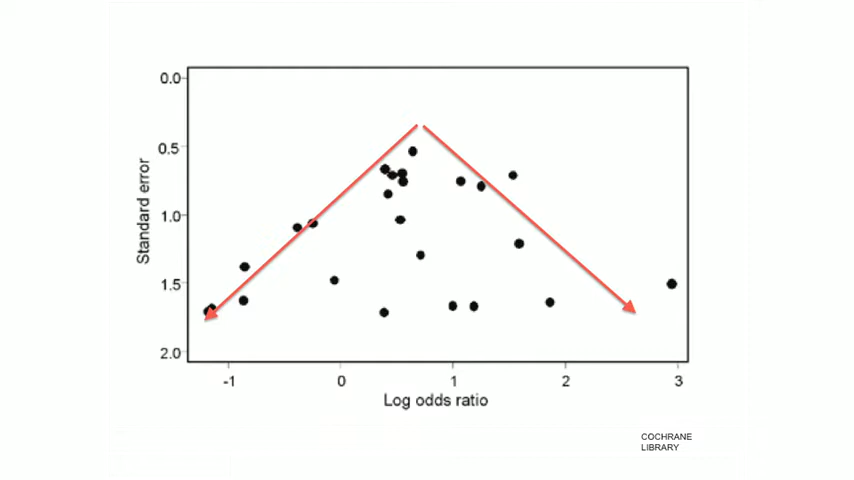 0.0
0.5
1.0
1.5
2.0
Standard error
-1 0 1 2 3
Log odds ratio
COCHRANE
LIBRARY